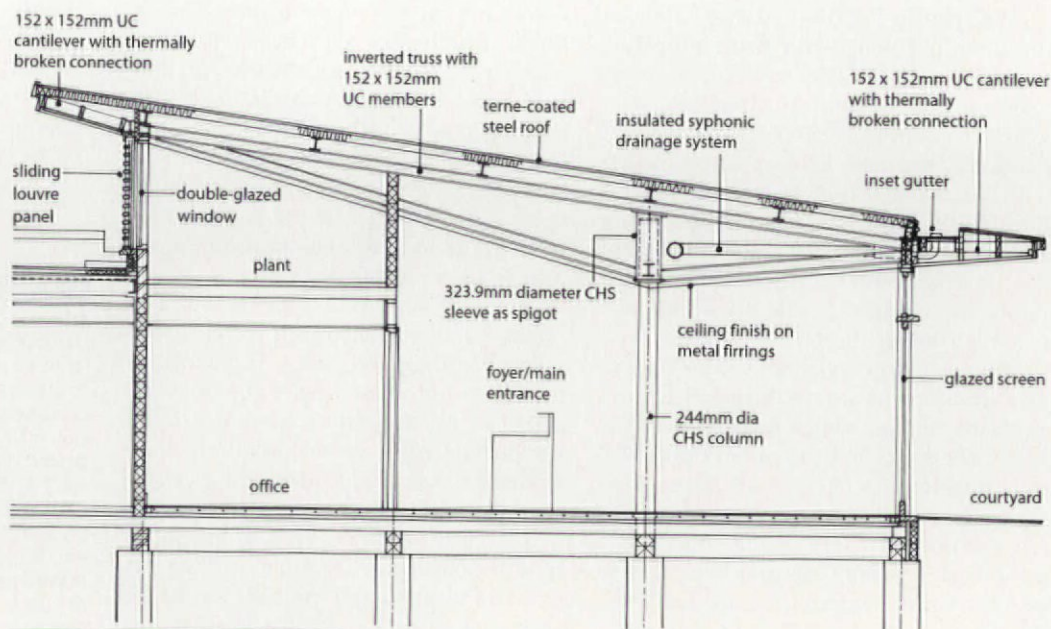 152 x 152mm UC
cantilever with thermally
broken connection
inverted truss with
152 x 152mm
UC members
terne-coated
steel roof
insulated syphonic
drainage system
152 x 152mm UC cantilever
with thermally
broken connection
inset gutter
sliding
louvre
panel
double-glazed
window
plant
323.9mm diameter CHS
sleeve as spigot
ceiling finish on
metal firrings
foyer/main
entrance
glazed screen
244mm dia
CHS column
office
courtyard